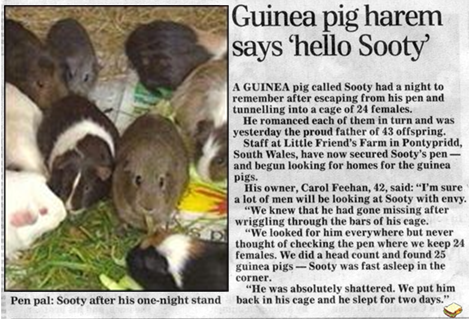 Guinea pig harem
says ‘hello Sooty’
A GUINEA pig called Sooty had a night to
remember after escaping from his pen and
tunnelling into a cage of 24 females.
He romanced each of them in turn and was
yesterday the proud father of 43 offspring.
Staff at Little Friend's Farm in Pontypridd,
South Wales, have now secured Sooty's pen —
and begun looking for homes for the guinea
pigs.
His owner, Carol Feehan, 42, said: “I'm sure
a lot of men will be looking at Sooty with envy.
“We knew that he had gone missing after
wriggling through the bars of his cage.
“We looked for him everywhere but never
thought of checking the pen where we keep 24
females. We did a head count and found 25
guinea pigs — Sooty was fast asleep in the
corner.
“He was absolutely shattered. We put him
back in his cage and he slept for two days.”
Pen pal: Sooty after his one-night stand